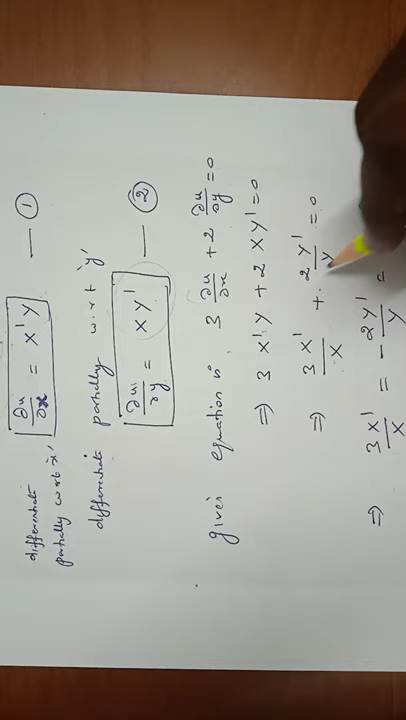 differentiate partially w.r.t 'x',
[∂u/∂x = X'Y] — ①
differentiate partially w.r.t 'y'
[∂u/∂y = XY'] — ②
given equation is, 3 ∂u/∂x + 2 ∂u/∂y = 0
⇒ 3 X'Y + 2 XY' = 0
⇒ 3X'/X + 2Y'/Y = 0
⇒ 3X'/X = -2Y'/Y =